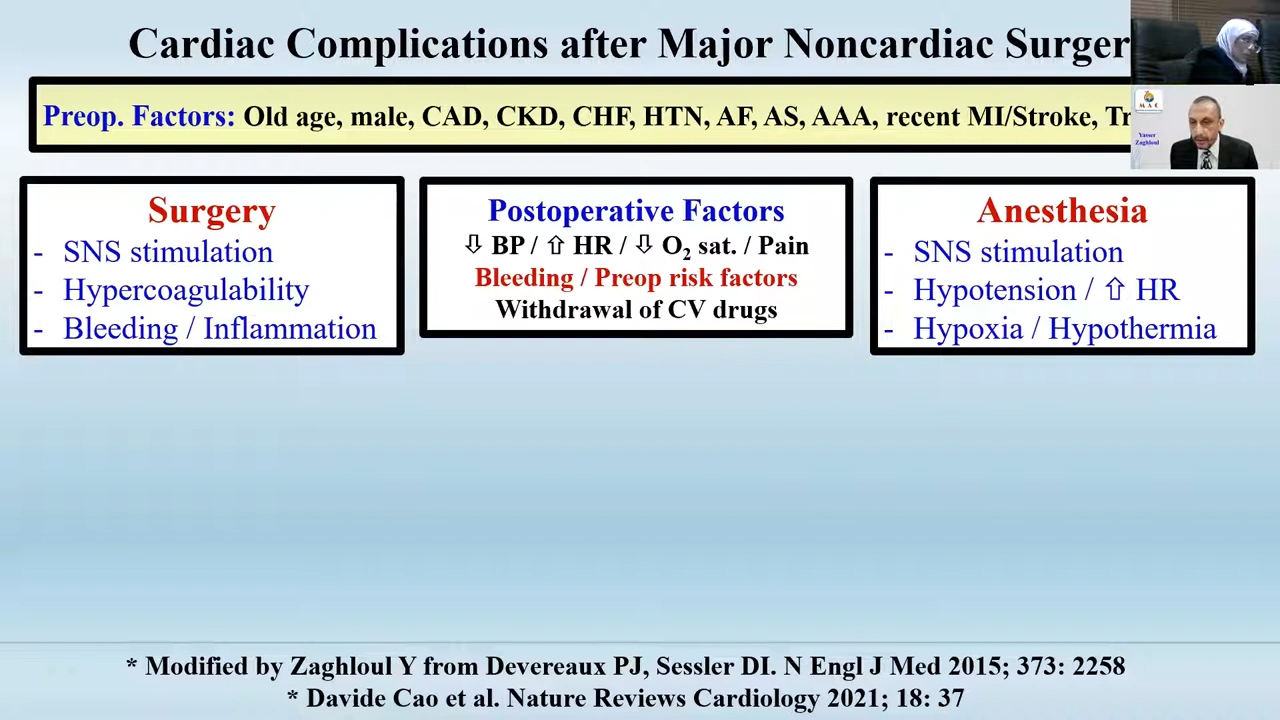 Cardiac Complications after Major Noncardiac Surger
Preop. Factors: Old age, male, CAD, CKD, CHF, HTN, AF, AS, AAA, recent MI/Stroke, Tr
M A C
Yasser
Zaghloul
Surgery
- SNS stimulation
- Hypercoagulability
- Bleeding / Inflammation
Postoperative Factors
⇩ BP / ⇧ HR / ⇩ O₂ sat. / Pain
Bleeding / Preop risk factors
Withdrawal of CV drugs
Anesthesia
- SNS stimulation
- Hypotension / ⇧ HR
- Hypoxia / Hypothermia
* Modified by Zaghloul Y from Devereaux PJ, Sessler DI. N Engl J Med 2015; 373: 2258
* Davide Cao et al. Nature Reviews Cardiology 2021; 18: 37